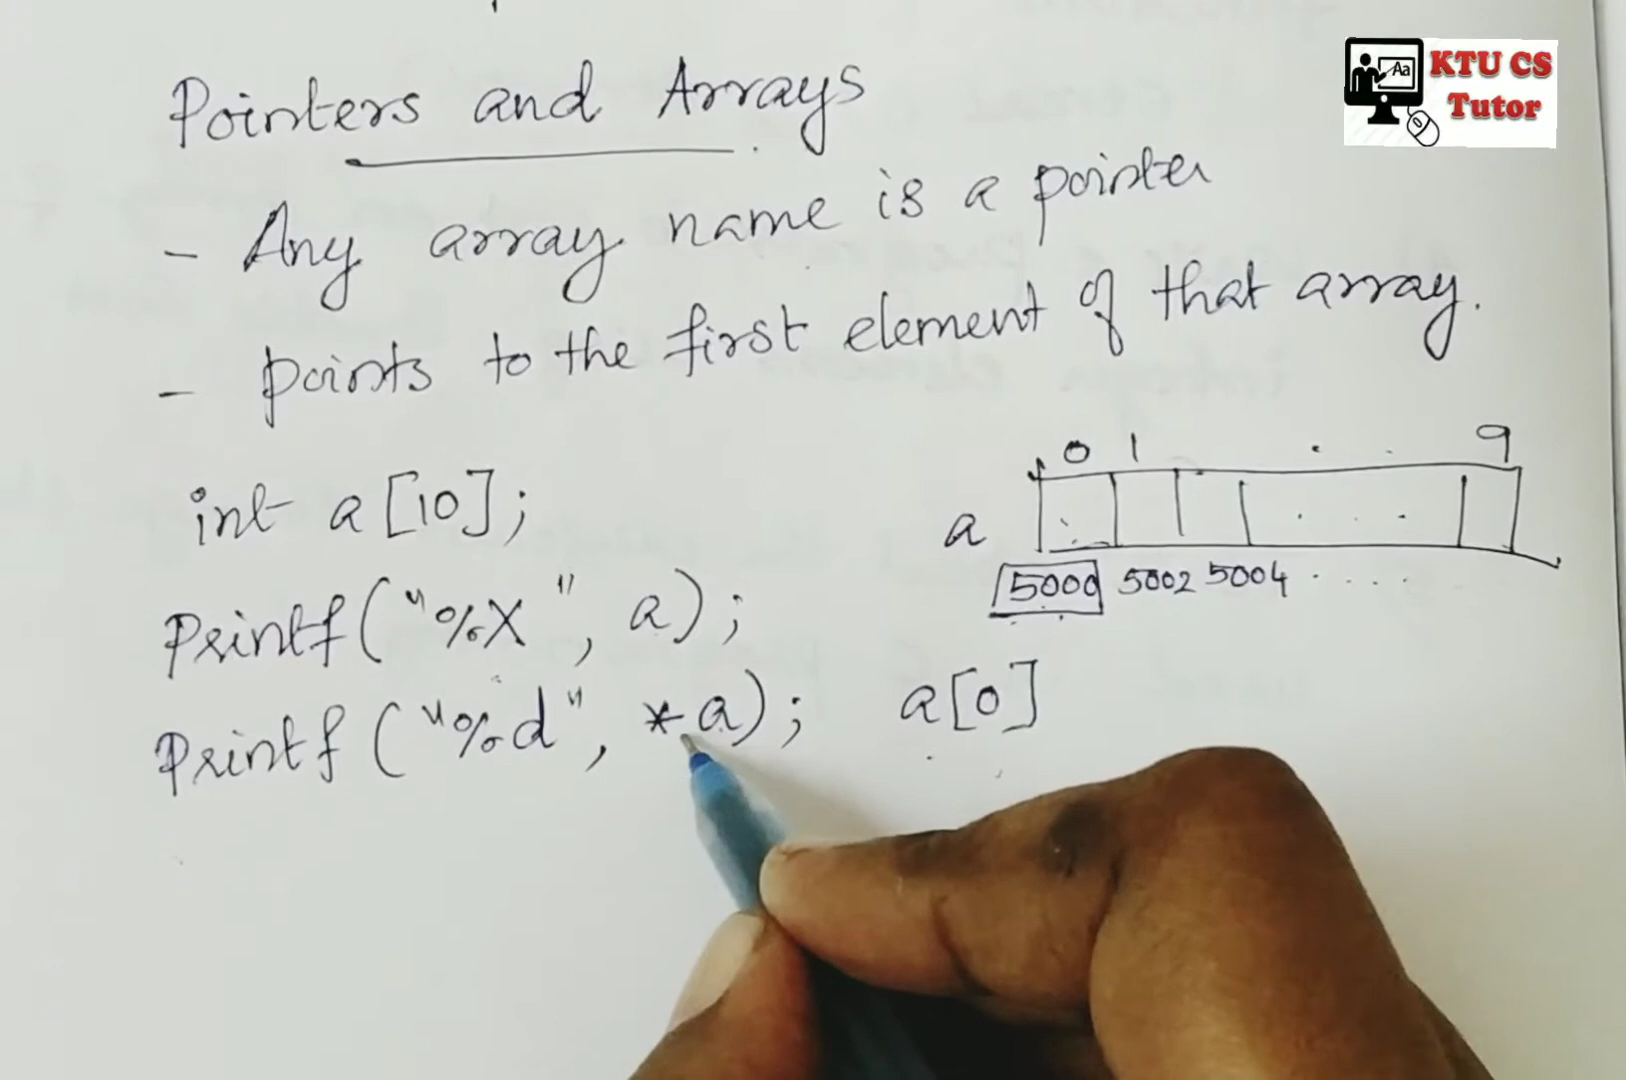 KTU CS
Tutor
Aa
Pointers and Arrays
- Any array name is a pointer
- points to the first element of that array.
int a[10];
0 1 . . 9
a
5000 5002 5004 . . . .
Printf("%X", a);
Printf("%d", *a); a[0]